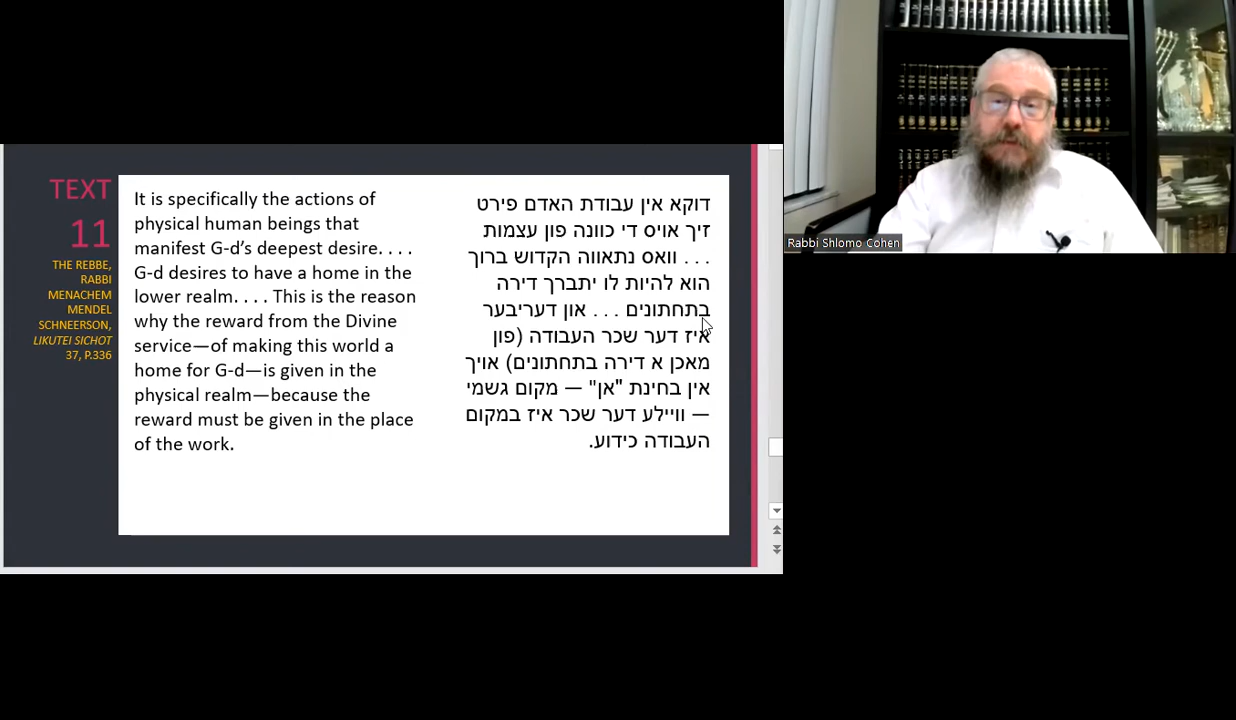 TEXT
11
THE REBBE,
RABBI
MENACHEM
MENDEL
SCHNEERSON,
LIKUTEI SICHOT
37, P.336
It is specifically the actions of
physical human beings that
manifest G-d’s deepest desire. . . .
G-d desires to have a home in the
lower realm. . . . This is the reason
why the reward from the Divine
service—of making this world a
home for G-d—is given in the
physical realm—because the
reward must be given in the place
of the work.
דוקא אין עבודת האדם פירט
זיך אויס די כוונה פון עצמות
. . . וואס נתאווה הקדוש ברוך
הוא להיות לו יתברך דירה
בתחתונים . . . און דעריבער
איז דער שכר העבודה (פון
מאכן א דירה בתחתונים) אויך
אין בחינת "אן" — מקום גשמי
— וויילע דער שכר איז במקום
העבודה כידוע.
Rabbi Shlomo Cohen